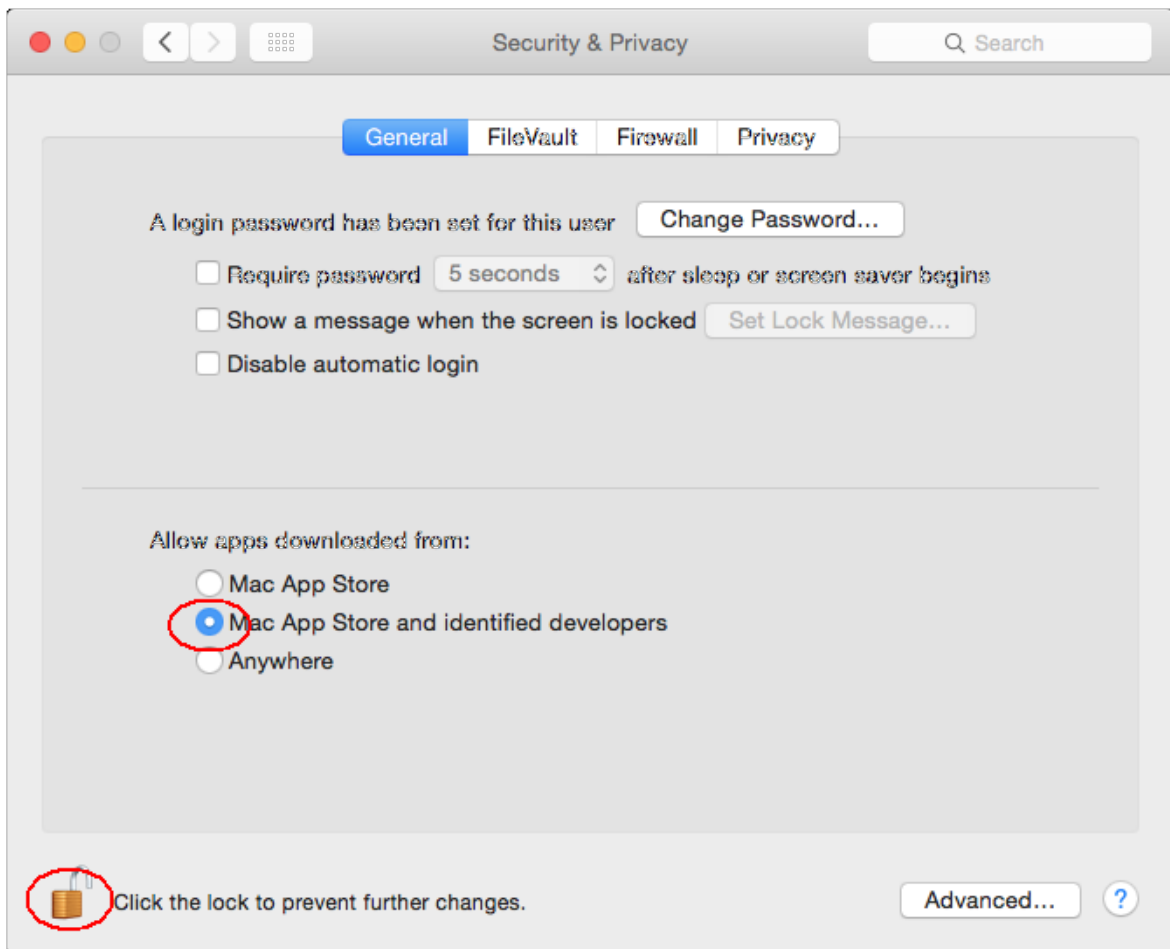 Security & Privacy
Search
General FileVault Firewall Privacy
A login password has been set for this user Change Password...
Require password 5 seconds after sleep or screen saver begins
Show a message when the screen is locked Set Lock Message...
Disable automatic login
Allow apps downloaded from:
Mac App Store
Mac App Store and identified developers
Anywhere
Click the lock to prevent further changes.
Advanced... ?